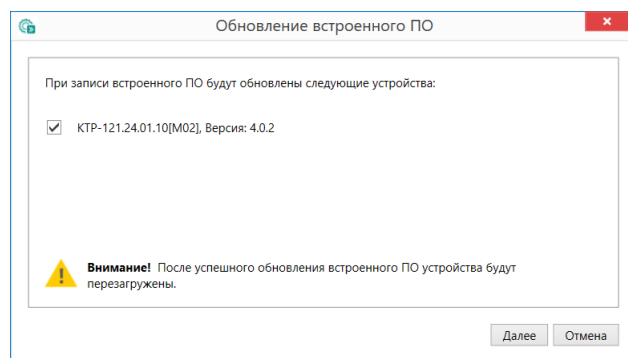 Обновление встроенного ПО
При записи встроенного ПО будут обновлены следующие устройства:
КТР-121.24.01.10[M02], Версия: 4.0.2
Внимание! После успешного обновления встроенного ПО устройства будут
перезагружены.
Далее Отмена